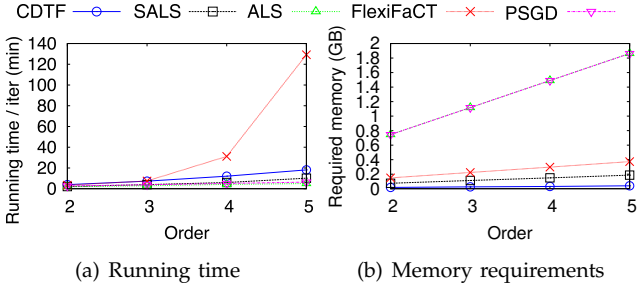 CDTF SALS ALS FlexiFaCT PSGD
Running time / iter (min)
140
120
100
80
60
40
20
0
2 3 4 5
Order
(a) Running time
Required memory (GB)
2
1.8
1.6
1.4
1.2
1
0.8
0.6
0.4
0.2
0
2 3 4 5
Order
(b) Memory requirements